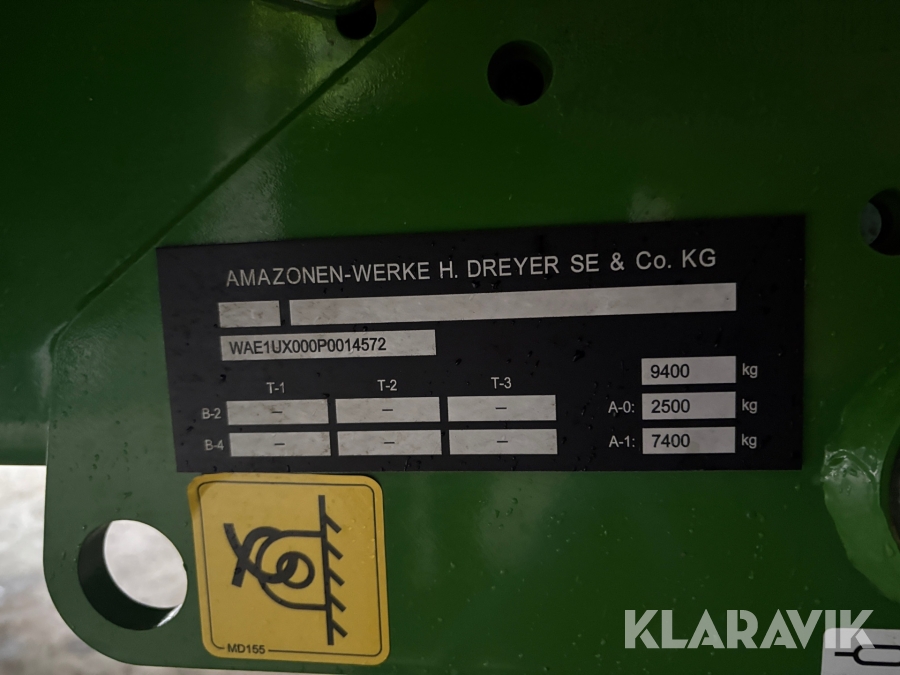 AMAZONEN-WERKE H. DREYER SE & Co. KG
WAE1UX000P0014572
9400 kg
T-1 T-2 T-3
B-2 – – – A-0: 2500 kg
B-4 – – – A-1: 7400 kg
MD155
KLARAVIK